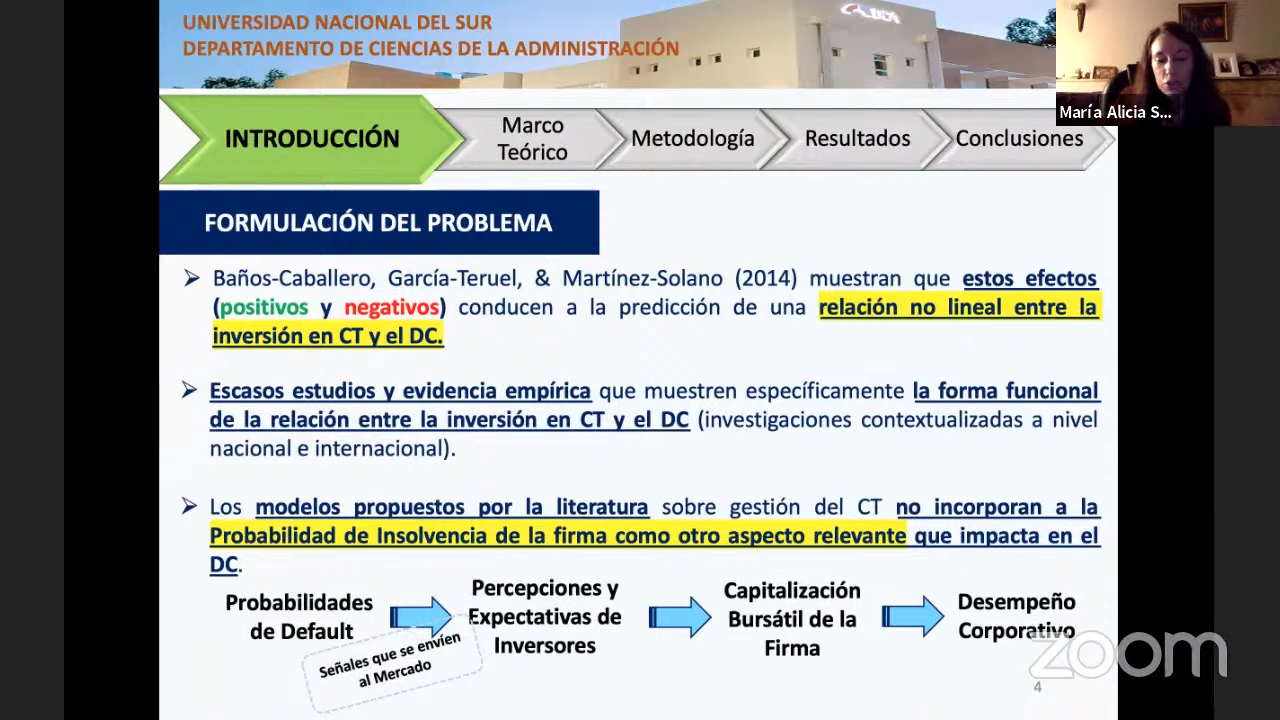 UNIVERSIDAD NACIONAL DEL SUR
DEPARTAMENTO DE CIENCIAS DE LA ADMINISTRACIÓN
María Alicia S...
INTRODUCCIÓN
Marco
Teórico
Metodología
Resultados
Conclusiones
FORMULACIÓN DEL PROBLEMA
Baños-Caballero, García-Teruel, & Martínez-Solano (2014) muestran que estos efectos
(positivos y negativos) conducen a la predicción de una relación no lineal entre la
inversión en CT y el DC.
Escasos estudios y evidencia empírica que muestren específicamente la forma funcional
de la relación entre la inversión en CT y el DC (investigaciones contextualizadas a nivel
nacional e internacional).
Los modelos propuestos por la literatura sobre gestión del CT no incorporan a la
Probabilidad de Insolvencia de la firma como otro aspecto relevante que impacta en el
DC.
Probabilidades
de Default
Señales que se envíen
al Mercado
Percepciones y
Expectativas de
Inversores
Capitalización
Bursátil de la
Firma
Desempeño
Corporativo
zoom
4